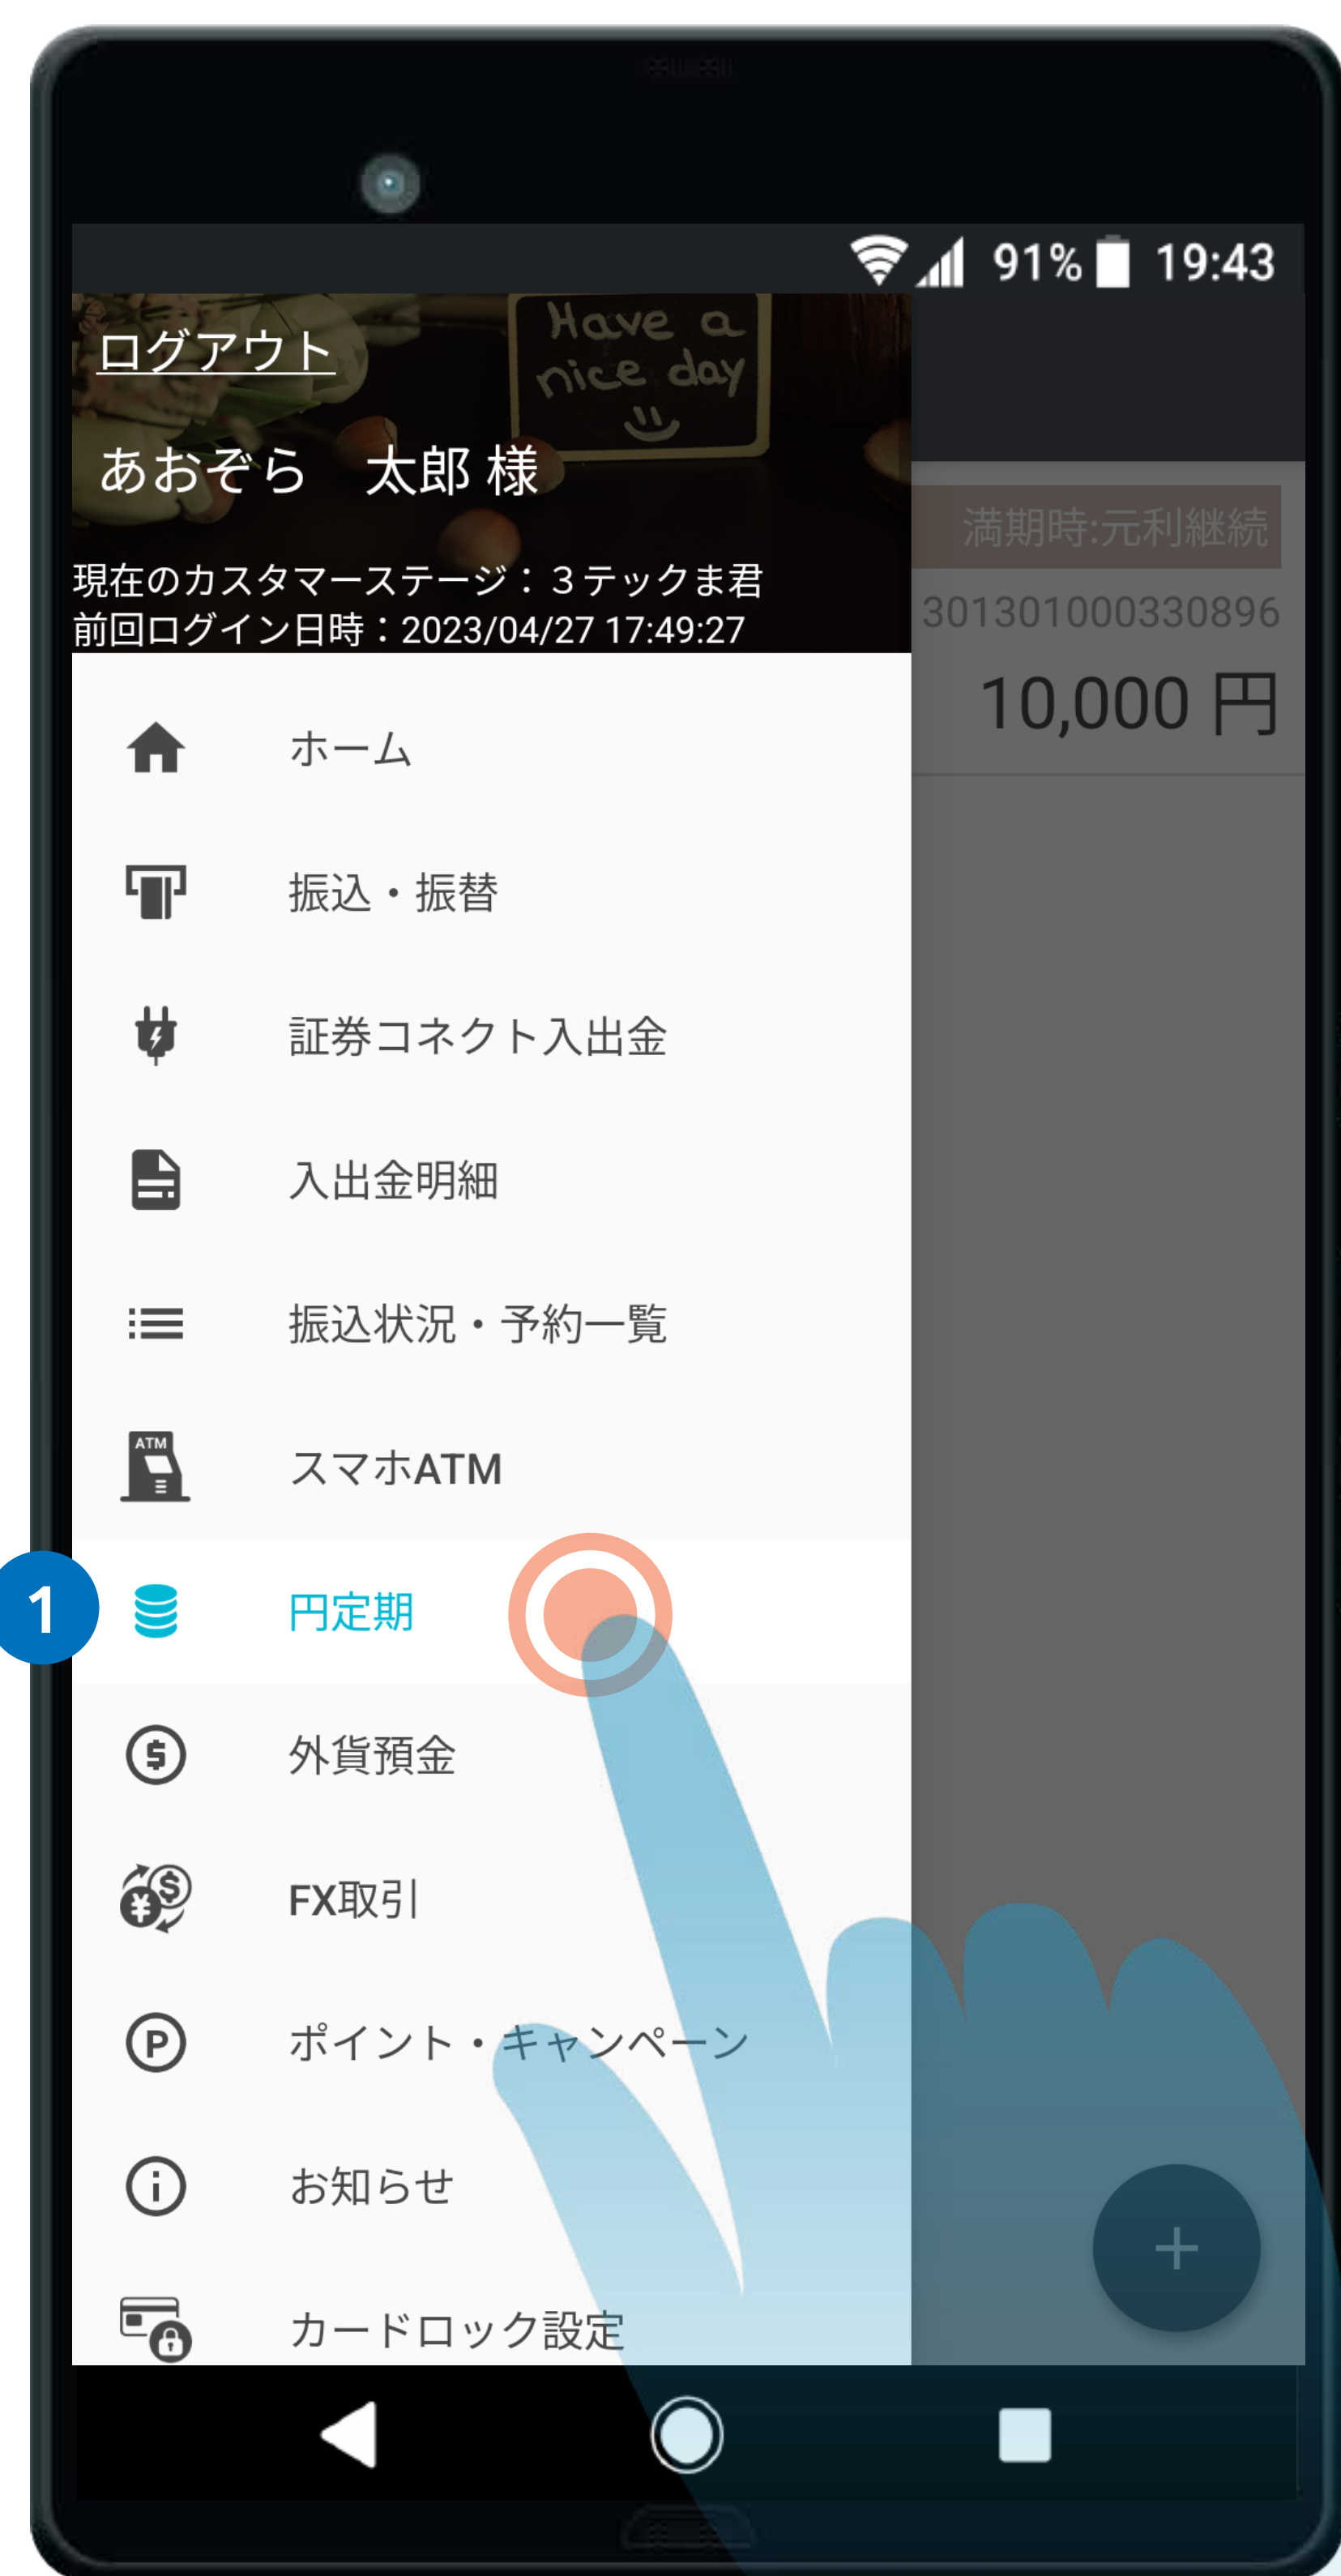 91% 19:43
ログアウト
Have a
nice day
あおぞら　太郎 様
現在のカスタマーステージ：３テックま君
前回ログイン日時：2023/04/27 17:49:27
満期時:元利継続
301301000330896
10,000 円
ホーム
振込・振替
証券コネクト入出金
入出金明細
振込状況・予約一覧
ATM
スマホATM
1
円定期
外貨預金
FX取引
P
ポイント・キャンペーン
お知らせ
カードロック設定